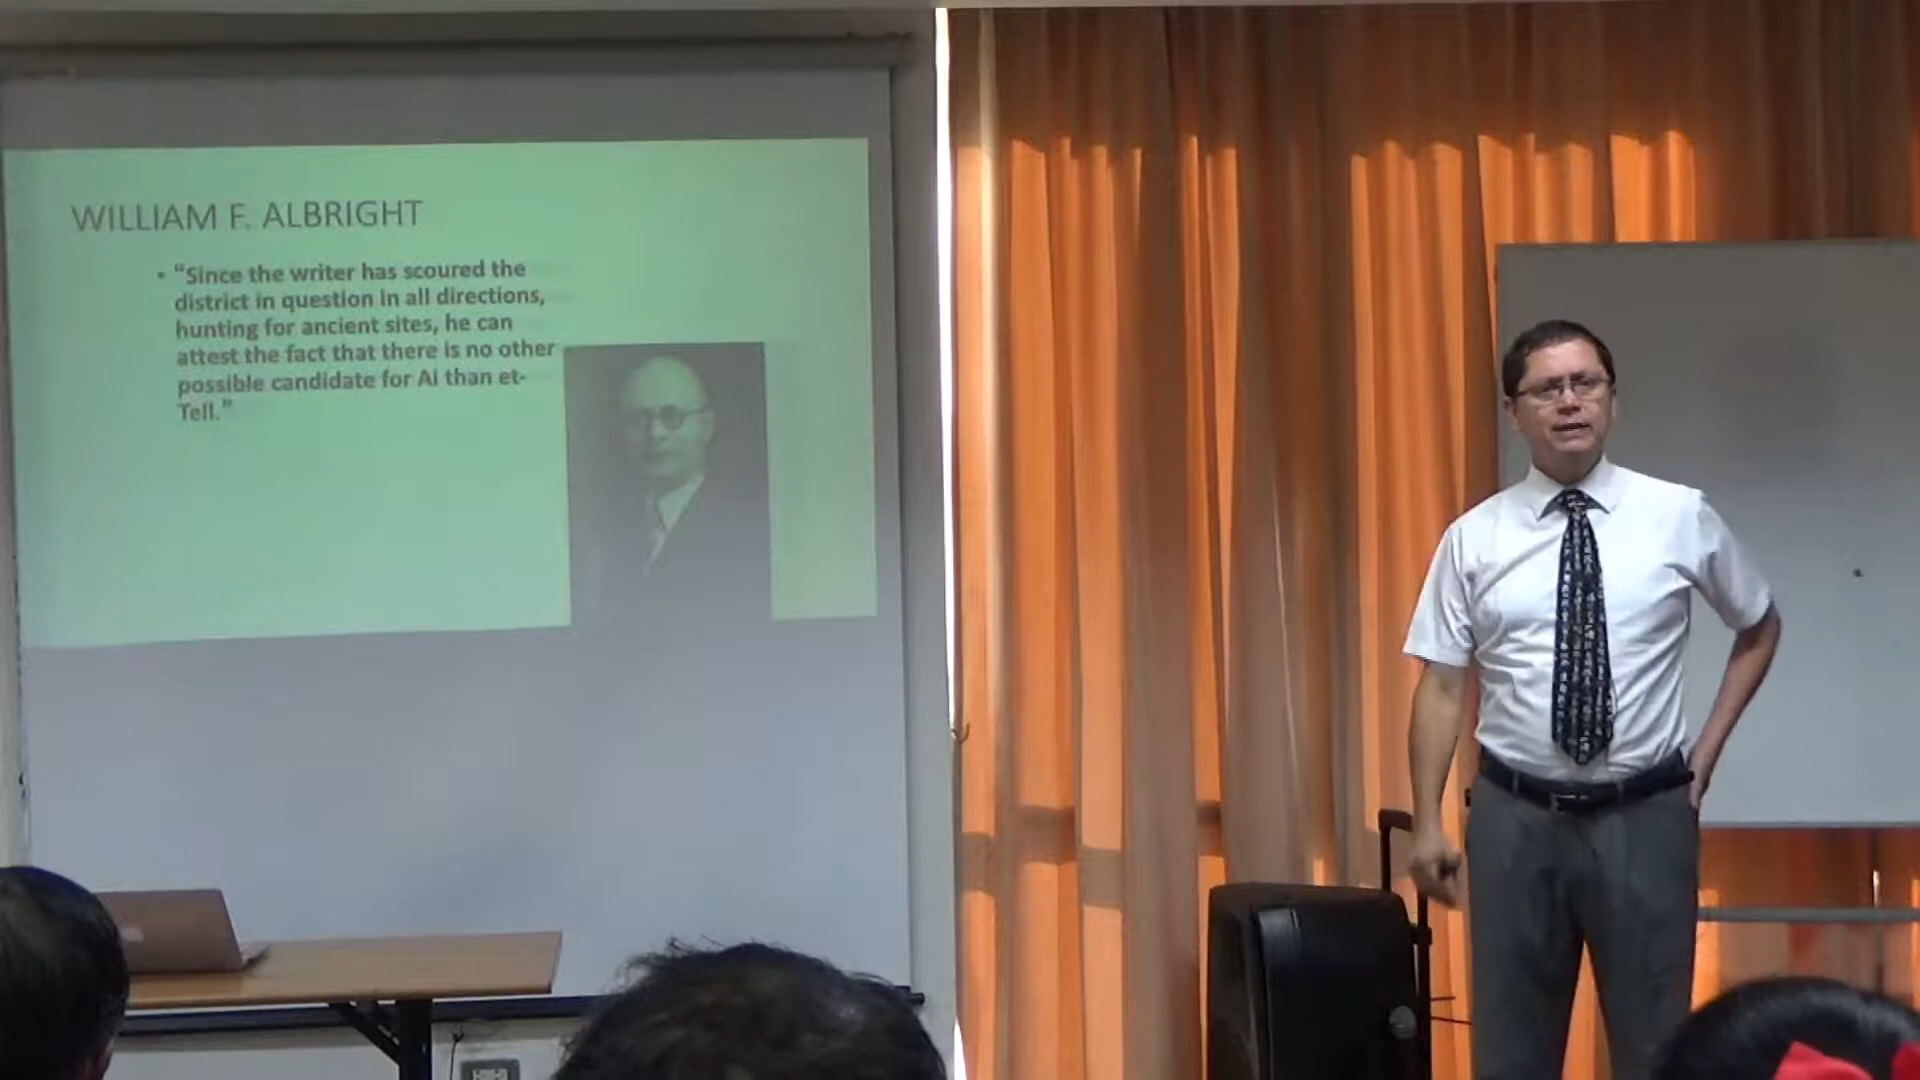 WILLIAM F. ALBRIGHT
• "Since the writer has scoured the
district in question in all directions,
hunting for ancient sites, he can
attest the fact that there is no other
possible candidate for Ai than et-
Tell."